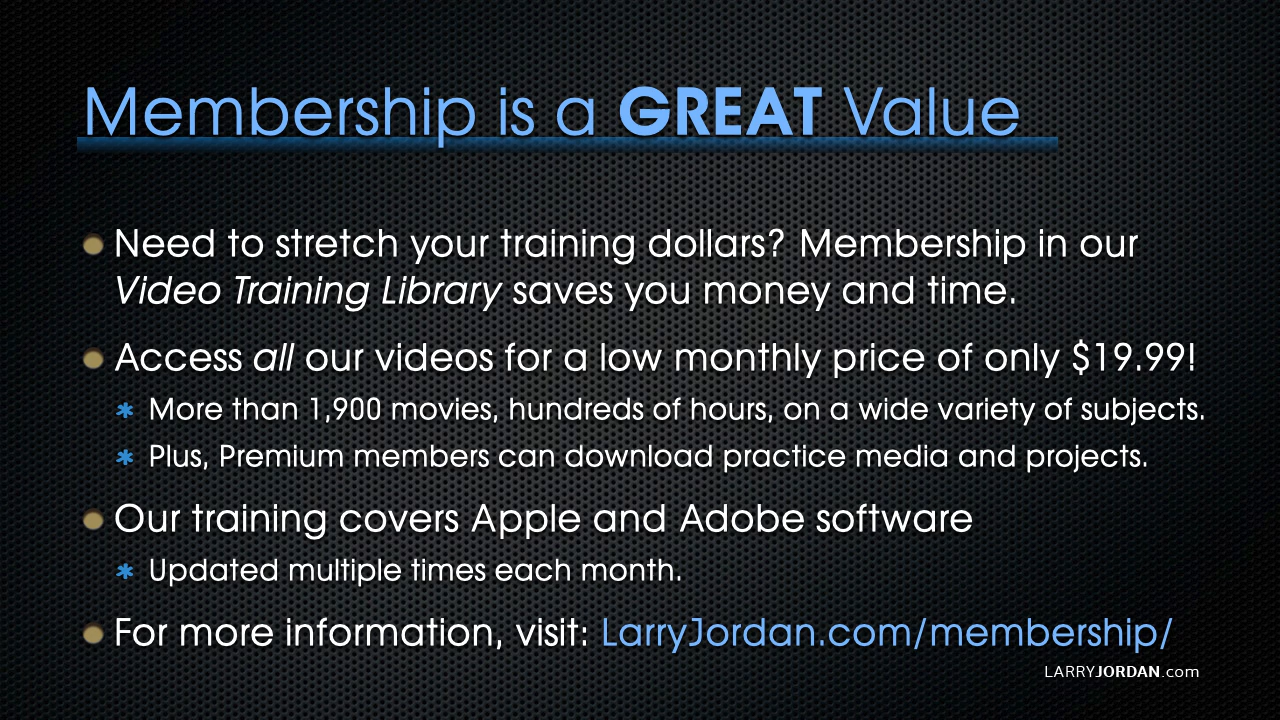 Membership is a GREAT Value
Need to stretch your training dollars? Membership in our
Video Training Library saves you money and time.
Access all our videos for a low monthly price of only $19.99!
More than 1,900 movies, hundreds of hours, on a wide variety of subjects.
Plus, Premium members can download practice media and projects.
Our training covers Apple and Adobe software
Updated multiple times each month.
For more information, visit: LarryJordan.com/membership/
LARRYJORDAN.com